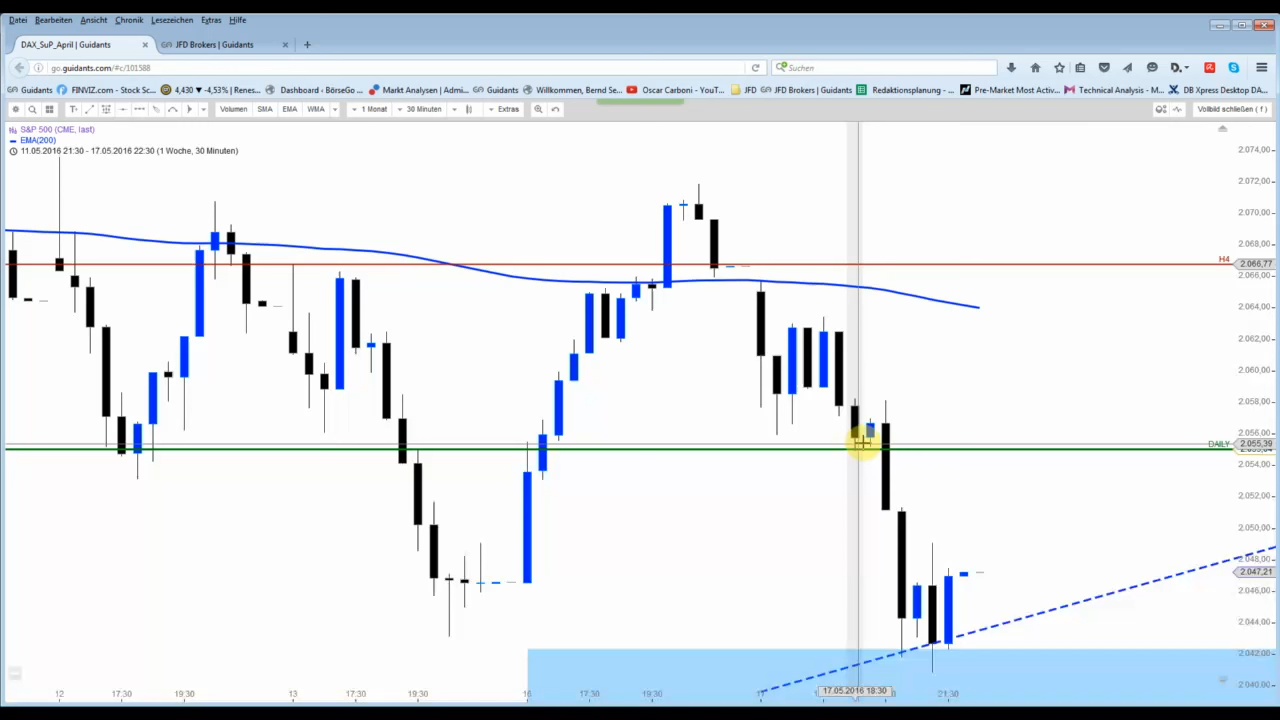 Datei Bearbeiten Ansicht Chronik Lesezeichen Extras Hilfe
DAX_SuP_April | Guidants × JFD Brokers | Guidants × +
go.guidants.com/#c/101588 Suchen
Guidants FINVIZ.com - Stock Sc... 4,430 ▾ -4,53% | Renes... Dashboard - BörseGo ... Markt Analysen | Admi... Guidants Willkommen, Bernd Se... Oscar Carboni - YouT... JFD JFD Brokers | Guidants Redaktionsplanung - ... Pre-Market Most Activ... Technical Analysis - M... DB Xpress Desktop DA...
Volumen SMA EMA WMA 1 Monat 30 Minuten Extras Vollbild schließen ( f )
S&P 500 (CME, last)
EMA(200)
11.05.2016 21:30 - 17.05.2016 22:30 (1 Woche, 30 Minuten)
2.074,00
2.072,00
2.070,00
2.068,00
H4 2.066,77
2.066,00
2.064,00
2.062,00
2.060,00
2.058,00
2.056,00
DAILY 2.055,39
2.054,00
2.052,00
2.050,00
2.048,00
2.047,21
2.046,00
2.044,00
2.042,00
2.040,00
12 17:30 19:30 13 17:30 19:30 16 17:30 19:30 17 17.05.2016 18:30 21:30